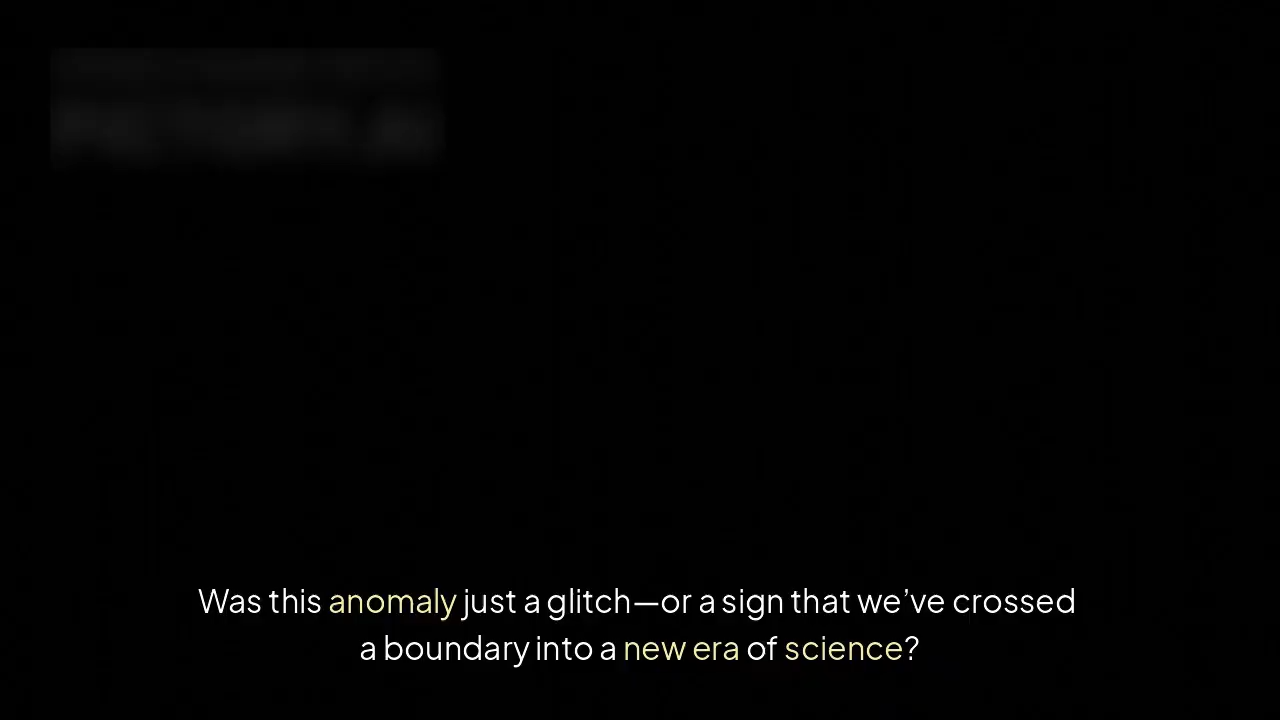 Was this anomaly just a glitch—or a sign that we’ve crossed
a boundary into a new era of science?